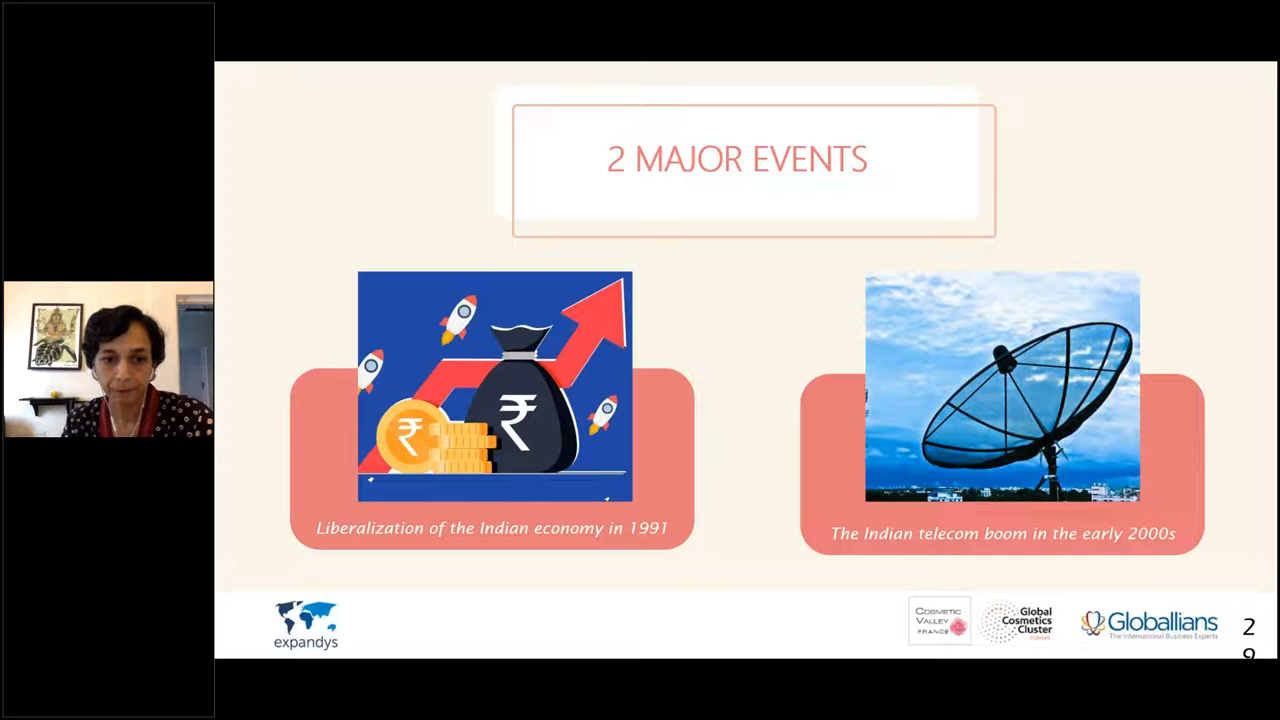 2 MAJOR EVENTS
₹
₹
Liberalization of the Indian economy in 1991
The Indian telecom boom in the early 2000s
expandys
COSMETIC
VALLEY
FRANCE
Global
Cosmetics
Cluster
EUROPE
Globallians
The International Business Experts
2